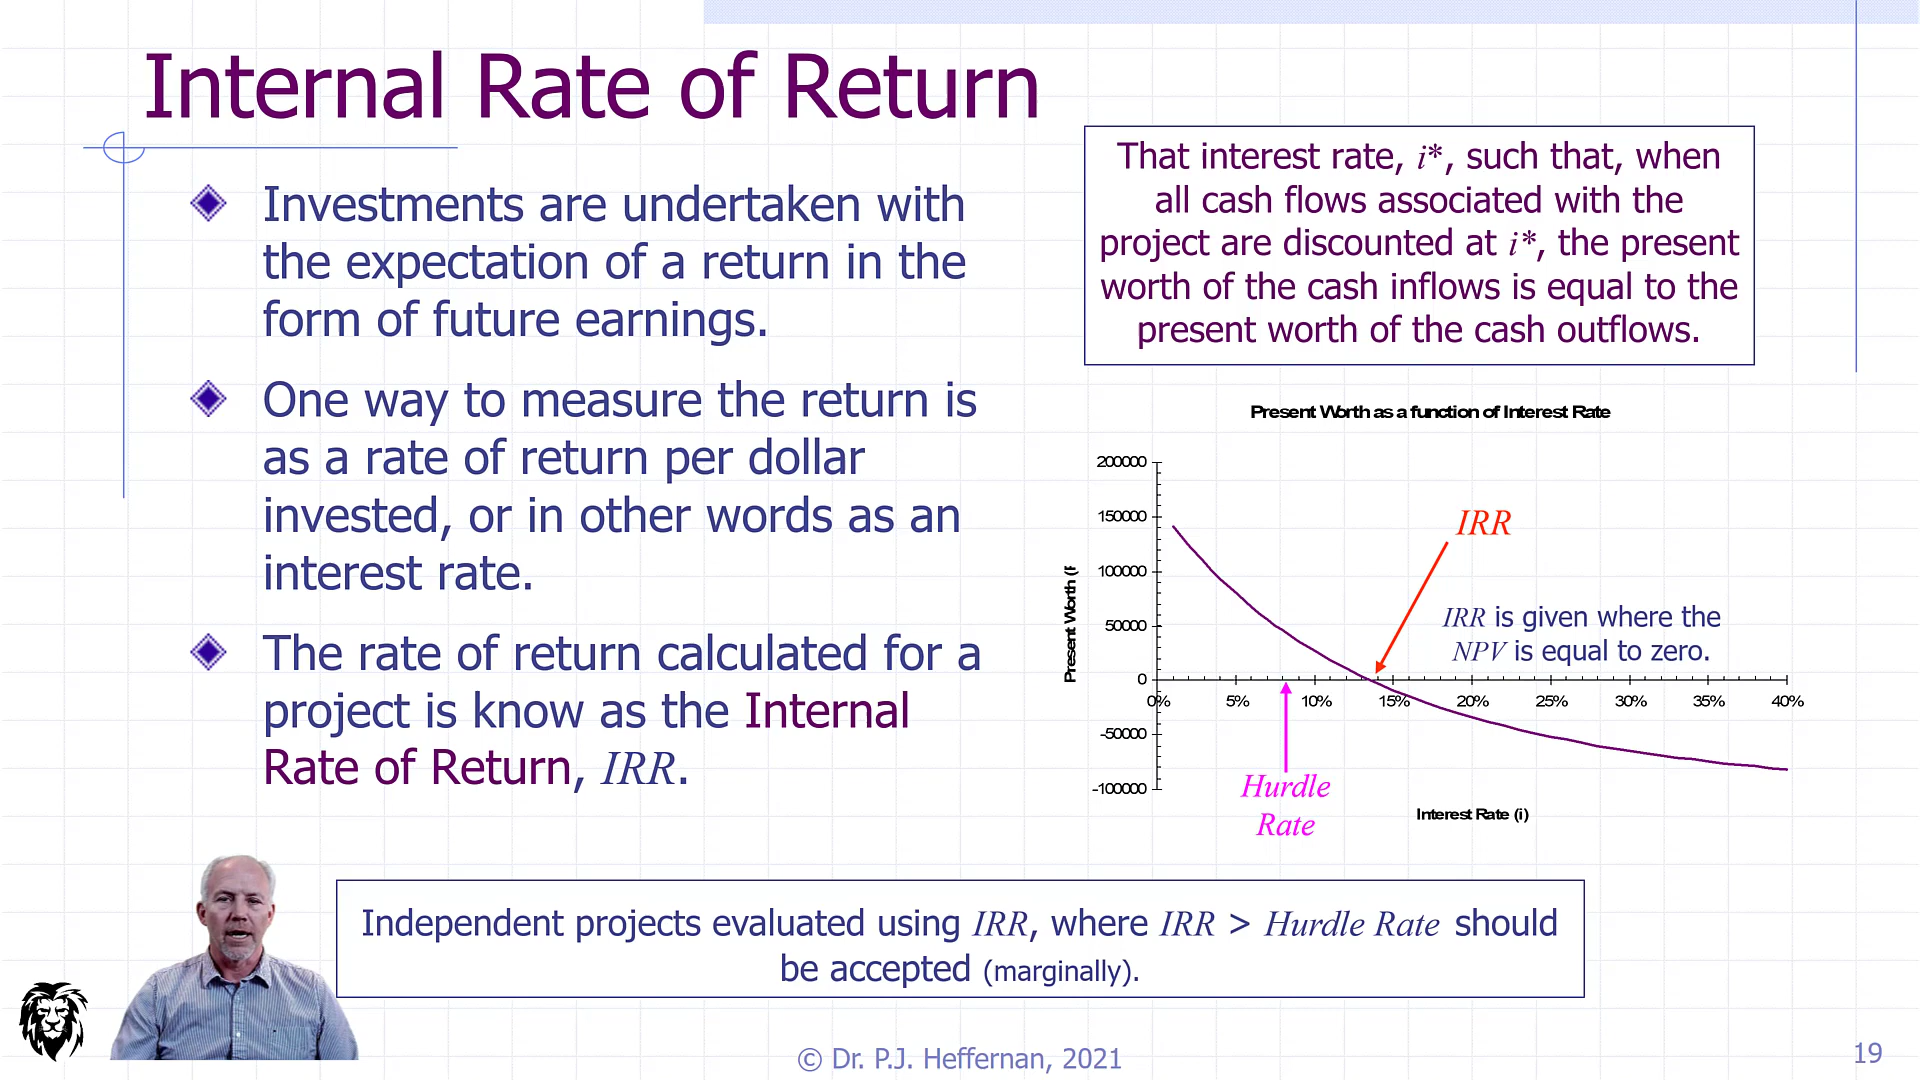 Internal Rate of Return
Investments are undertaken with
the expectation of a return in the
form of future earnings.
One way to measure the return is
as a rate of return per dollar
invested, or in other words as an
interest rate.
The rate of return calculated for a
project is know as the Internal
Rate of Return, IRR.
That interest rate, i*, such that, when
all cash flows associated with the
project are discounted at i*, the present
worth of the cash inflows is equal to the
present worth of the cash outflows.
Present Worth as a function of Interest Rate
Present Worth (
200000
150000
100000
50000
0
-50000
-100000
0% 5% 10% 15% 20% 25% 30% 35% 40%
Interest Rate (i)
IRR
IRR is given where the
NPV is equal to zero.
Hurdle
Rate
Independent projects evaluated using IRR, where IRR > Hurdle Rate should
be accepted (marginally).
© Dr. P.J. Heffernan, 2021
19